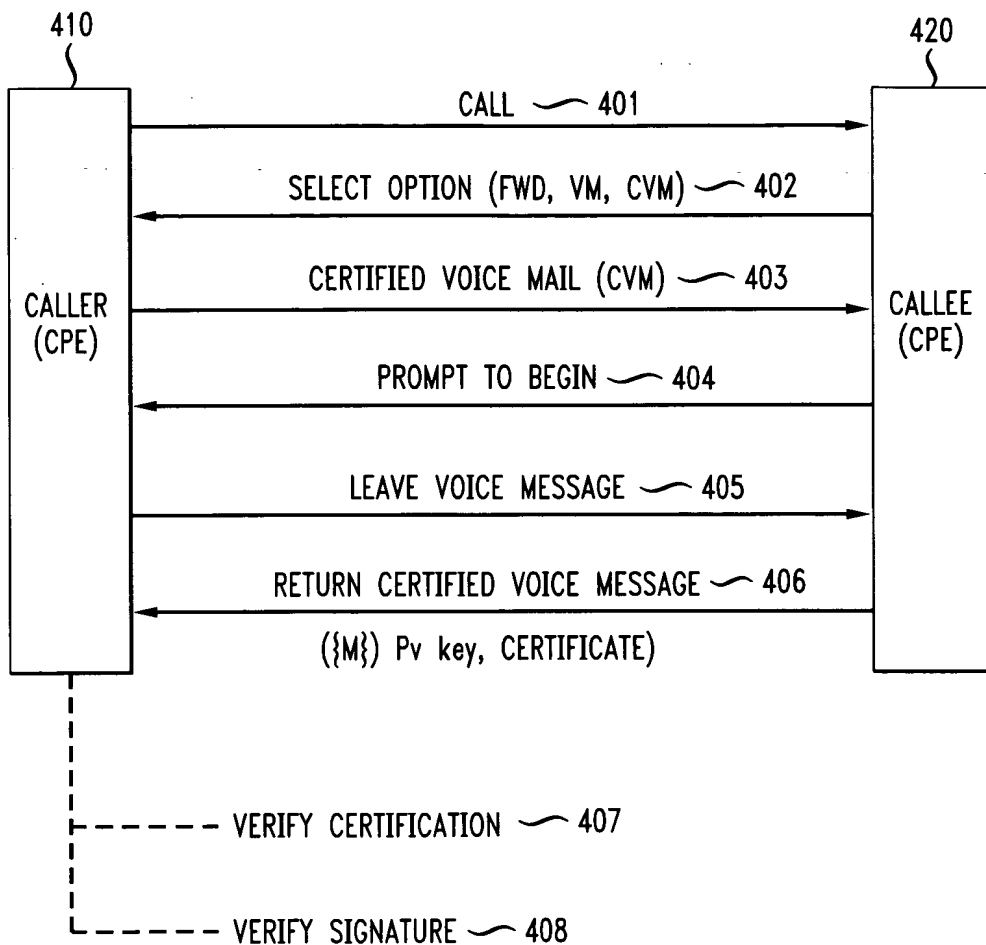 410
420
CALL 401
SELECT OPTION (FWD, VM, CVM) 402
CERTIFIED VOICE MAIL (CVM) 403
CALLER
(CPE)
CALLEE
(CPE)
PROMPT TO BEGIN 404
LEAVE VOICE MESSAGE 405
RETURN CERTIFIED VOICE MESSAGE 406
({M}) Pv key, CERTIFICATE)
VERIFY CERTIFICATION 407
VERIFY SIGNATURE 408